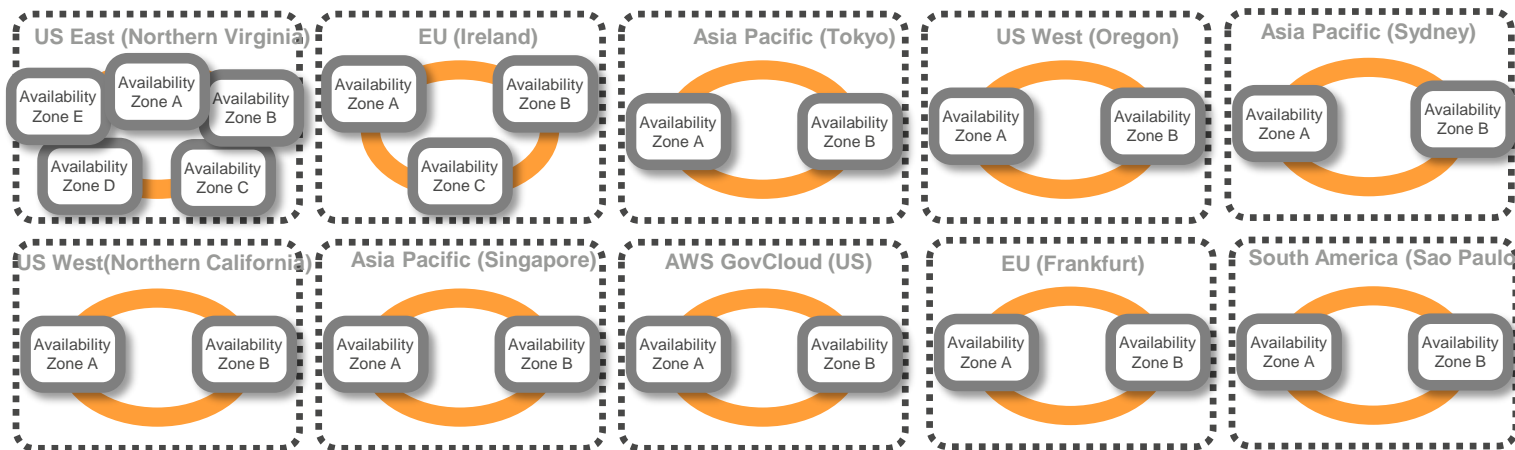 US East (Northern Virginia)
Availability
Zone A
Availability
Zone E
Availability
Zone B
Availability
Zone D
Availability
Zone C
EU (Ireland)
Availability
Zone A
Availability
Zone B
Availability
Zone C
Asia Pacific (Tokyo)
Availability
Zone A
Availability
Zone B
US West (Oregon)
Availability
Zone A
Availability
Zone B
Asia Pacific (Sydney)
Availability
Zone A
Availability
Zone B
US West(Northern California)
Availability
Zone A
Availability
Zone B
Asia Pacific (Singapore)
Availability
Zone A
Availability
Zone B
AWS GovCloud (US)
Availability
Zone A
Availability
Zone B
EU (Frankfurt)
Availability
Zone A
Availability
Zone B
South America (Sao Paulo
Availability
Zone A
Availability
Zone B